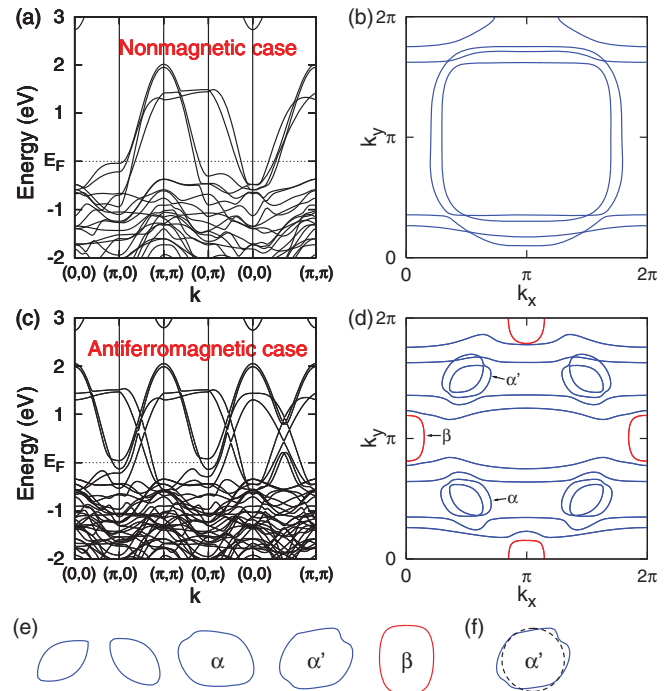 (a)
Nonmagnetic case
Energy (eV)
3
2
1
E_F
-1
-2
(0,0) (π,0) (π,π) (0,π) (0,0) (π,π)
k
(b)
2π
k_y π
0
0 π 2π
k_x
(c)
Antiferromagnetic case
Energy (eV)
3
2
1
E_F
-1
-2
(0,0) (π,0) (π,π) (0,π) (0,0) (π,π)
k
(d)
2π
α'
k_y π
β
α
0
0 π 2π
k_x
(e)
α α' β
(f)
α'